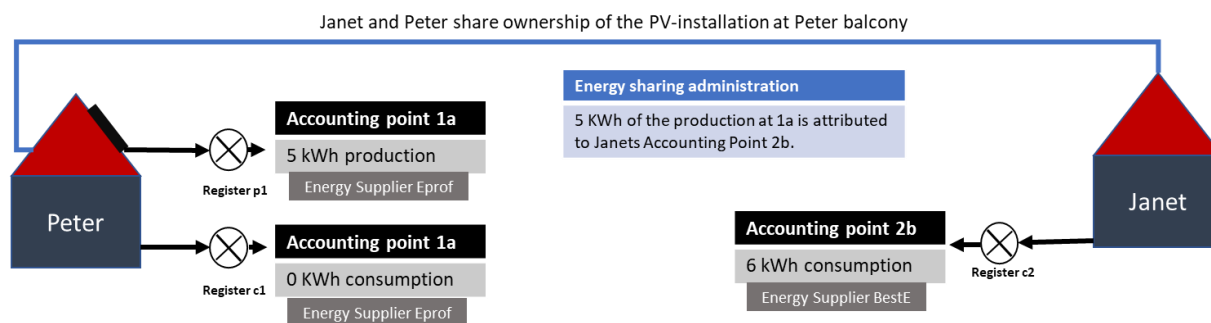 Janet and Peter share ownership of the PV-installation at Peter balcony
Energy sharing administration
5 KWh of the production at 1a is attributed
to Janets Accounting Point 2b.
Accounting point 1a
5 kWh production
Energy Supplier Eprof
Register p1
Peter
Accounting point 1a
0 KWh consumption
Energy Supplier Eprof
Register c1
Accounting point 2b
6 kWh consumption
Energy Supplier BestE
Register c2
Janet